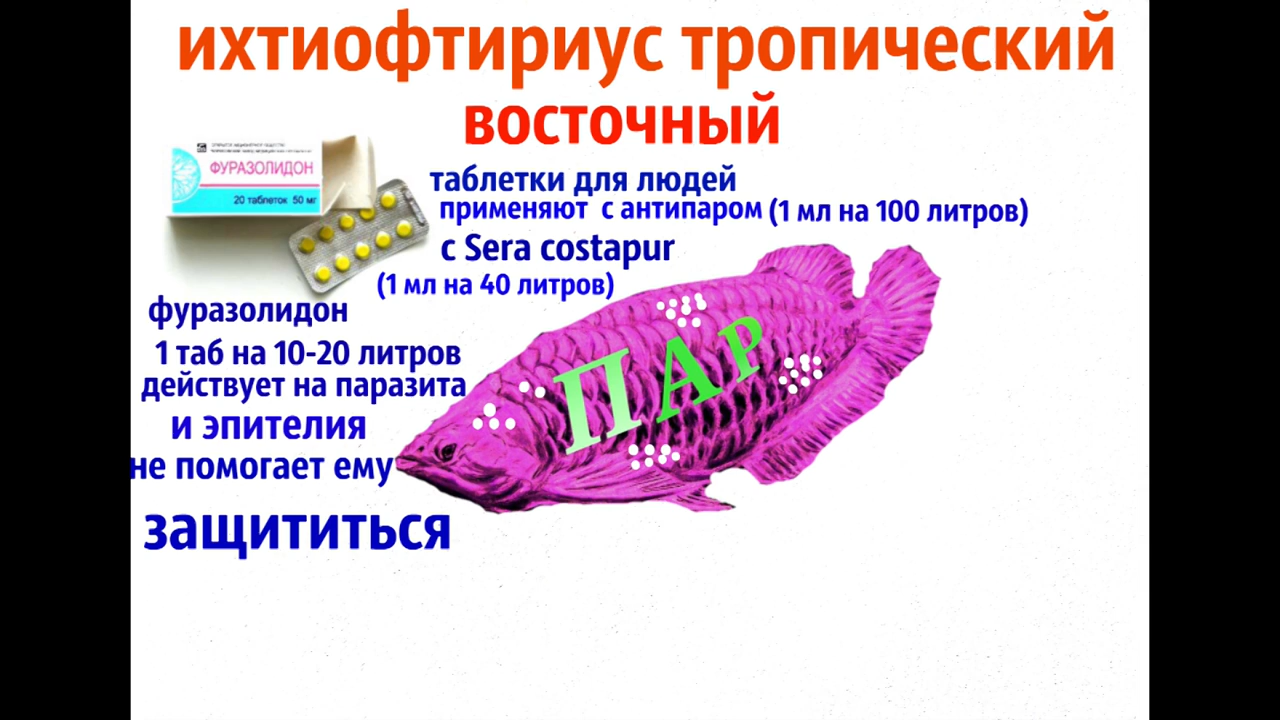 ихтиофтириус тропический
восточный
ФУРАЗОЛИДОН
20 таблеток 50 мг
таблетки для людей
применяют с антипаром (1 мл на 100 литров)
с Sera costapur
(1 мл на 40 литров)
фуразолидон
1 таб на 10-20 литров
действует на паразита
и эпителия
не помогает ему
защититься
ПАР